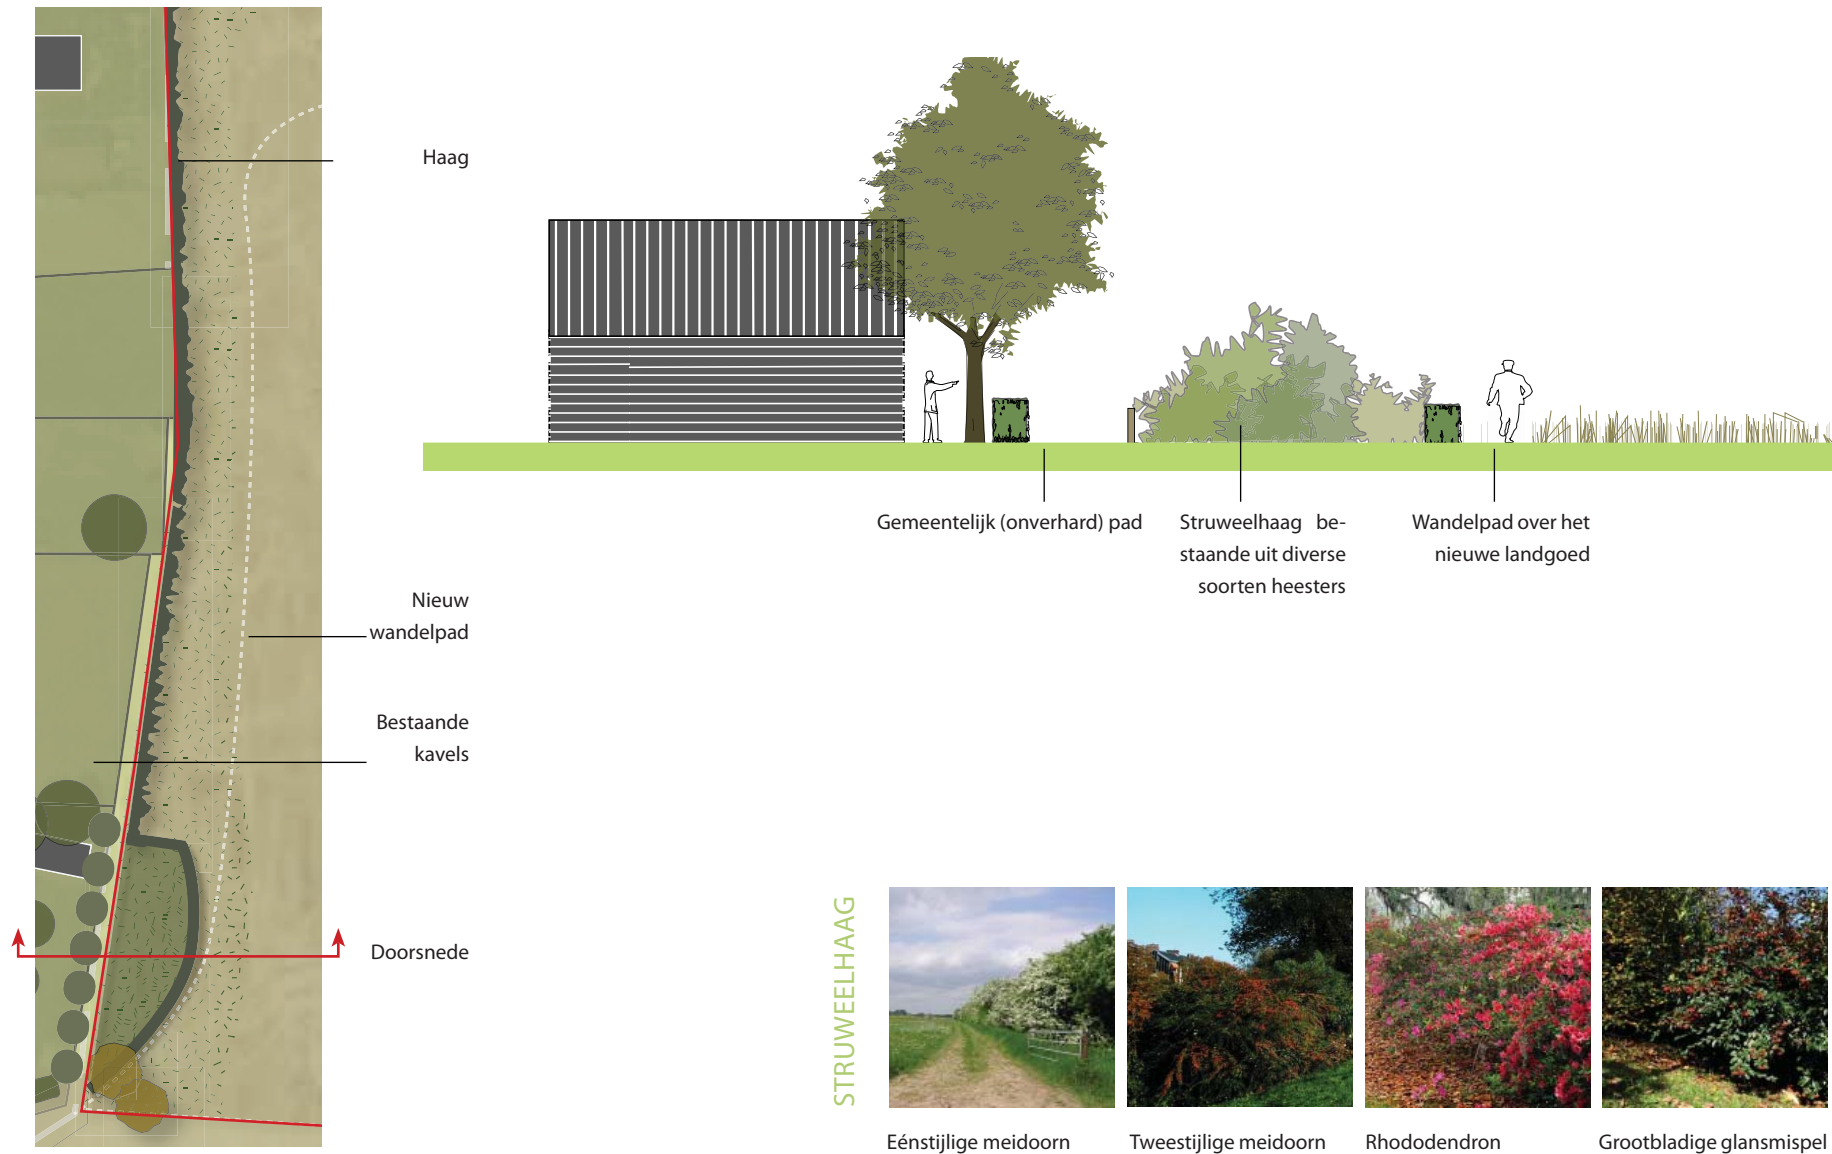 Haag
Nieuw
wandelpad
Bestaande
kavels
Doorsnede
Gemeentelijk (onverhard) pad
Struweelhaag be-
staande uit diverse
soorten heesters
Wandelpad over het
nieuwe landgoed
STRUWEELHAAG
Eénstijlige meidoorn
Tweestijlige meidoorn
Rhododendron
Grootbladige glansmispel